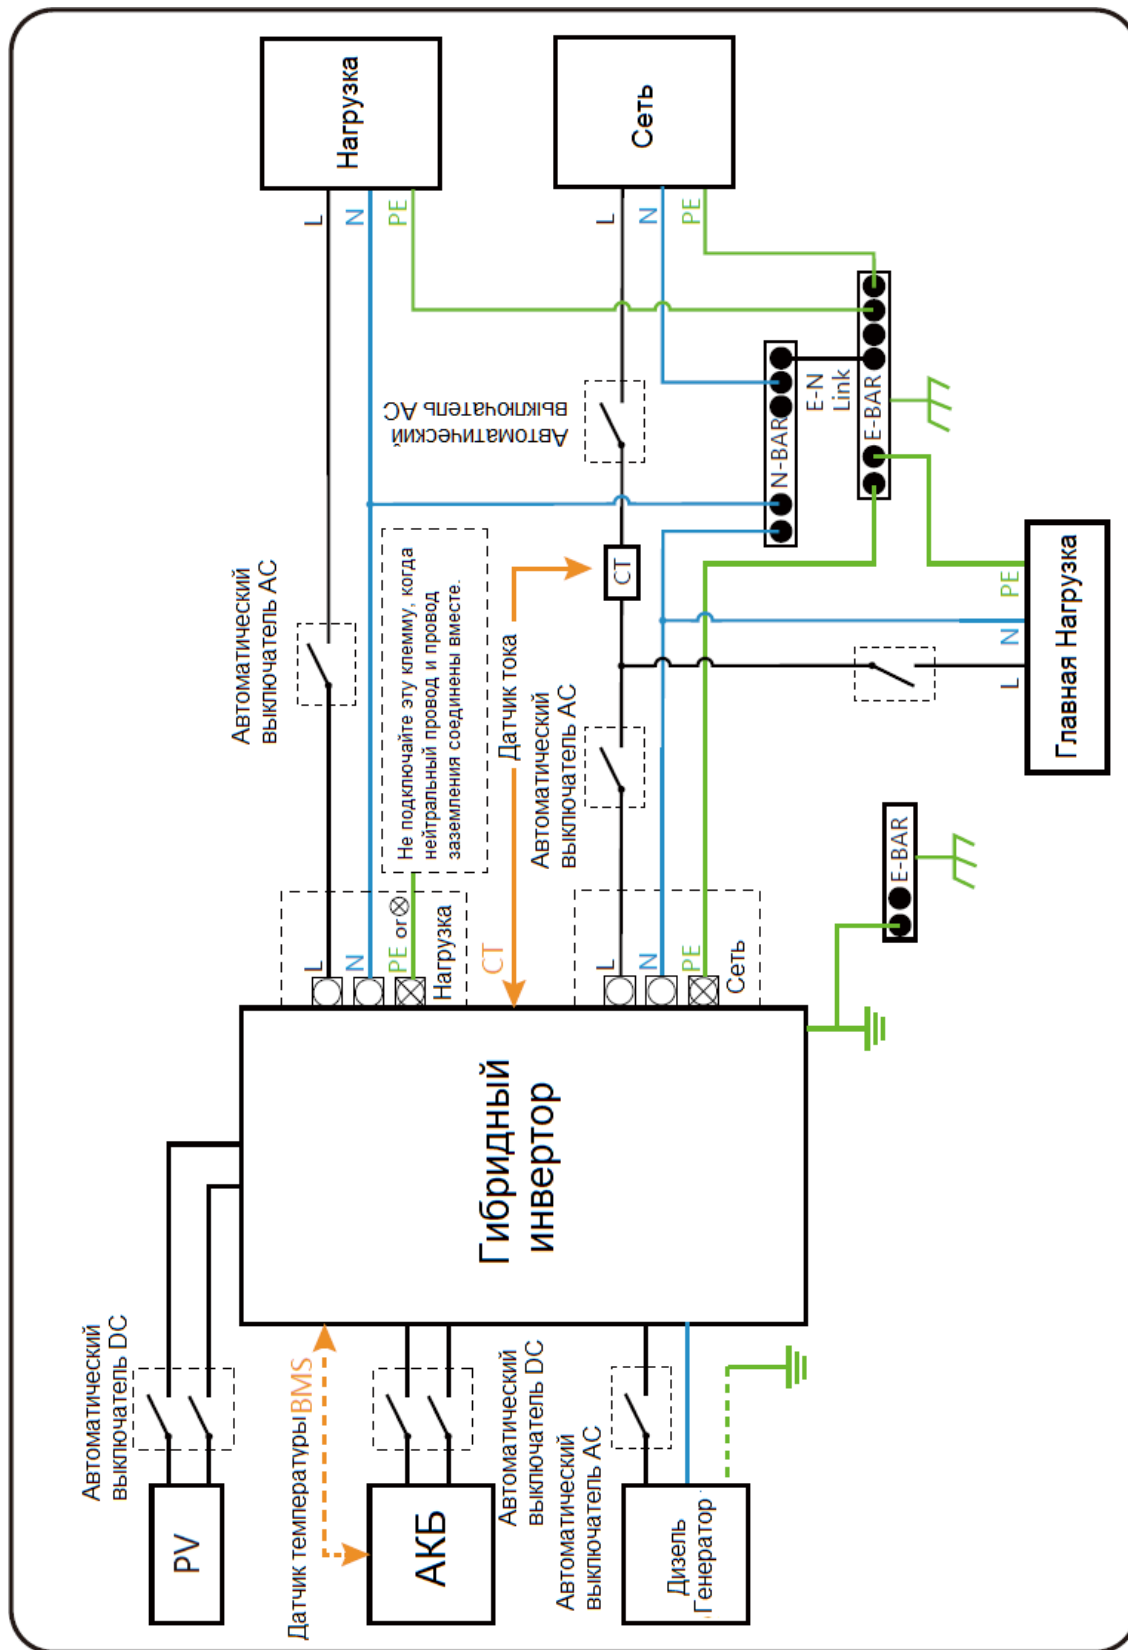 PV
Автоматический
выключатель DC
Датчик температуры
BMS
АКБ
Автоматический
выключатель DC
Автоматический
выключатель AC
Дизель
Генератор
Гибридный
инвертор
L
N
PE or
Нагрузка
CT
L
N
PE
Сеть
Автоматический
выключатель AC
Не подключайте эту клемму, когда
нейтральный провод и провод
заземления соединены вместе.
Датчик тока
Автоматический
выключатель AC
CT
Автоматический
выключатель AC
L
N
PE
Нагрузка
L
N
PE
Сеть
N-BAR
E-N
Link
E-BAR
E-BAR
L
N
PE
Главная Нагрузка